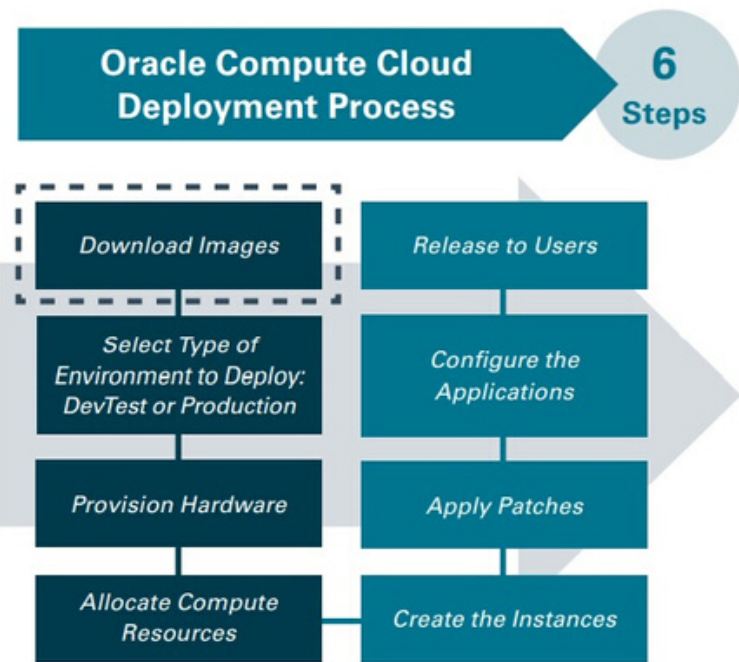 Oracle Compute Cloud
Deployment Process
6
Steps
Download Images
Select Type of
Environment to Deploy:
DevTest or Production
Provision Hardware
Allocate Compute
Resources
Release to Users
Configure the
Applications
Apply Patches
Create the Instances